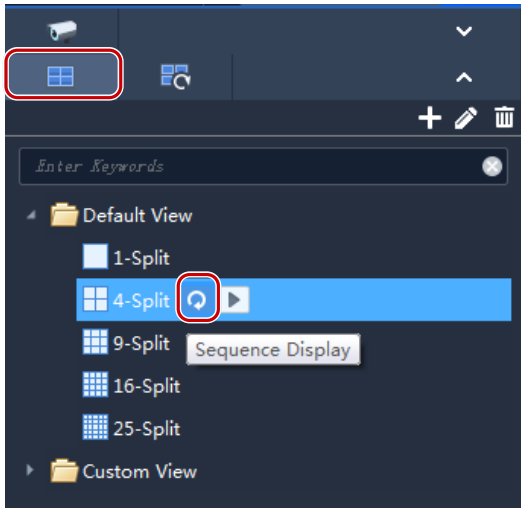 Enter Keywords
Default View
1-Split
4-Split
9-Split
Sequence Display
16-Split
25-Split
Custom View